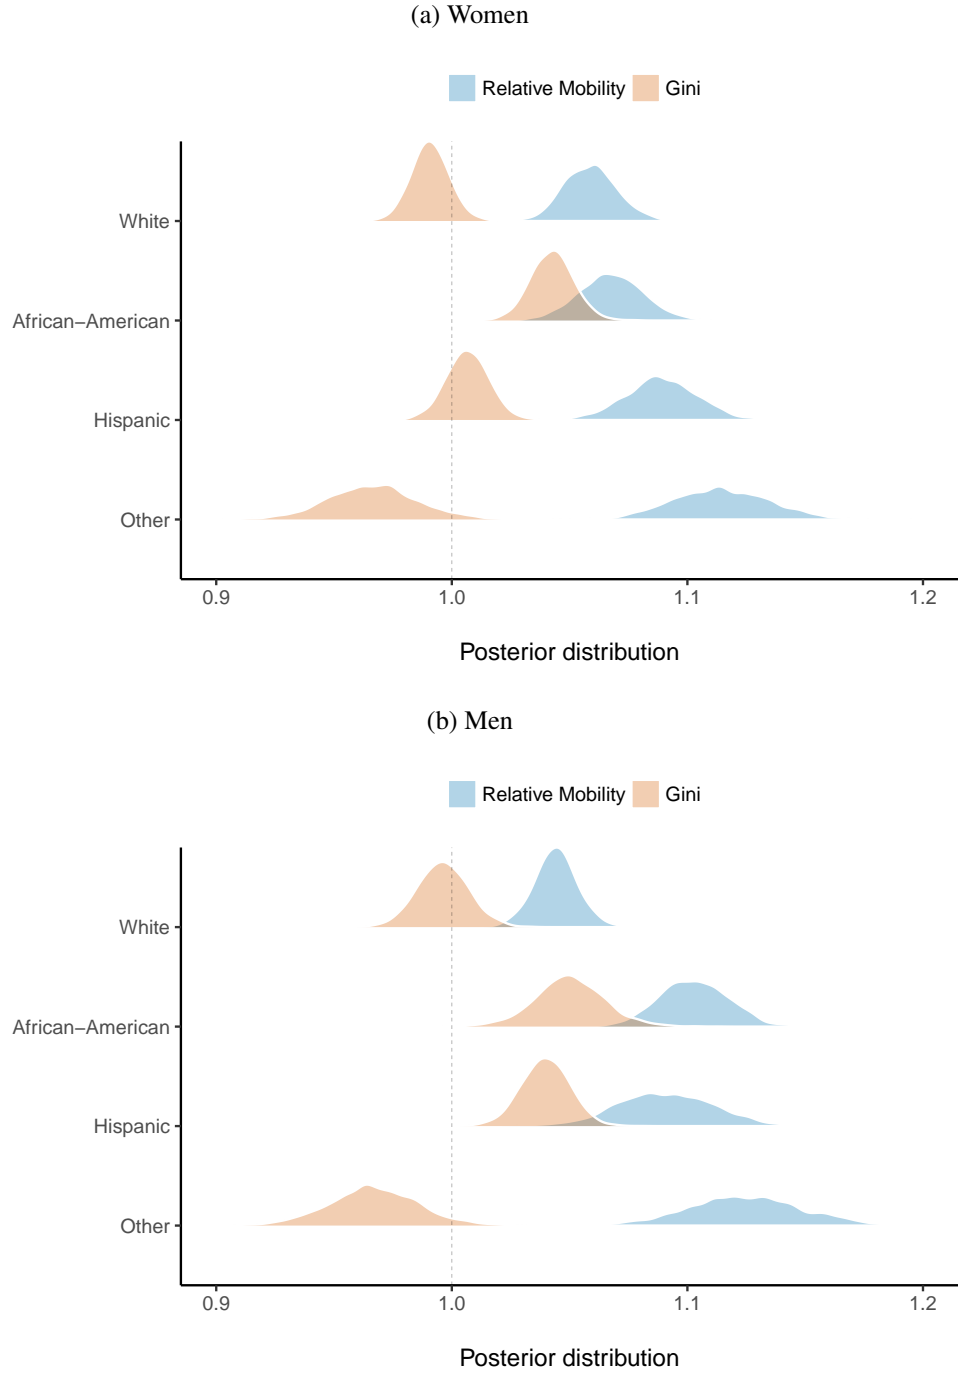 (a) Women
Relative Mobility Gini
White
African−American
Hispanic
Other
0.9 1.0 1.1 1.2
Posterior distribution
(b) Men
Relative Mobility Gini
White
African−American
Hispanic
Other
0.9 1.0 1.1 1.2
Posterior distribution